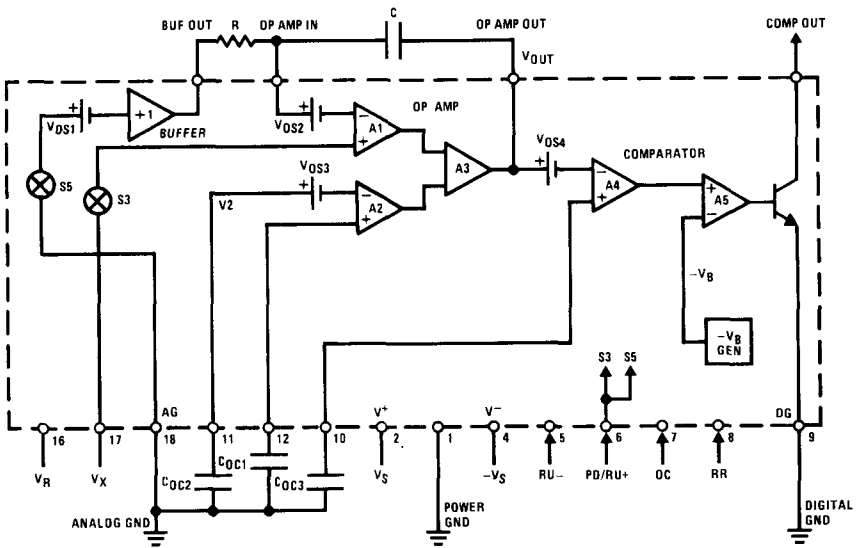 C
BUF OUT R OP AMP IN OP AMP OUT COMP OUT
VOUT
+ + OP AMP
VOS1 +1 VOS2 − A1
BUFFER + VOS4
VOS3 A3 + COMPARATOR
S5 S3 + − A4 +
V2 − A2 + A5
+ −
−VB
−VB
GEN
S3 S5
AG V+ V− DG
16 17 18 11 12 10 2 1 4 5 6 7 8 9
COC1
VR VX COC2 COC3 VS −VS RU− PD/RU+ OC RR
ANALOG GND POWER
GND
DIGITAL
GND